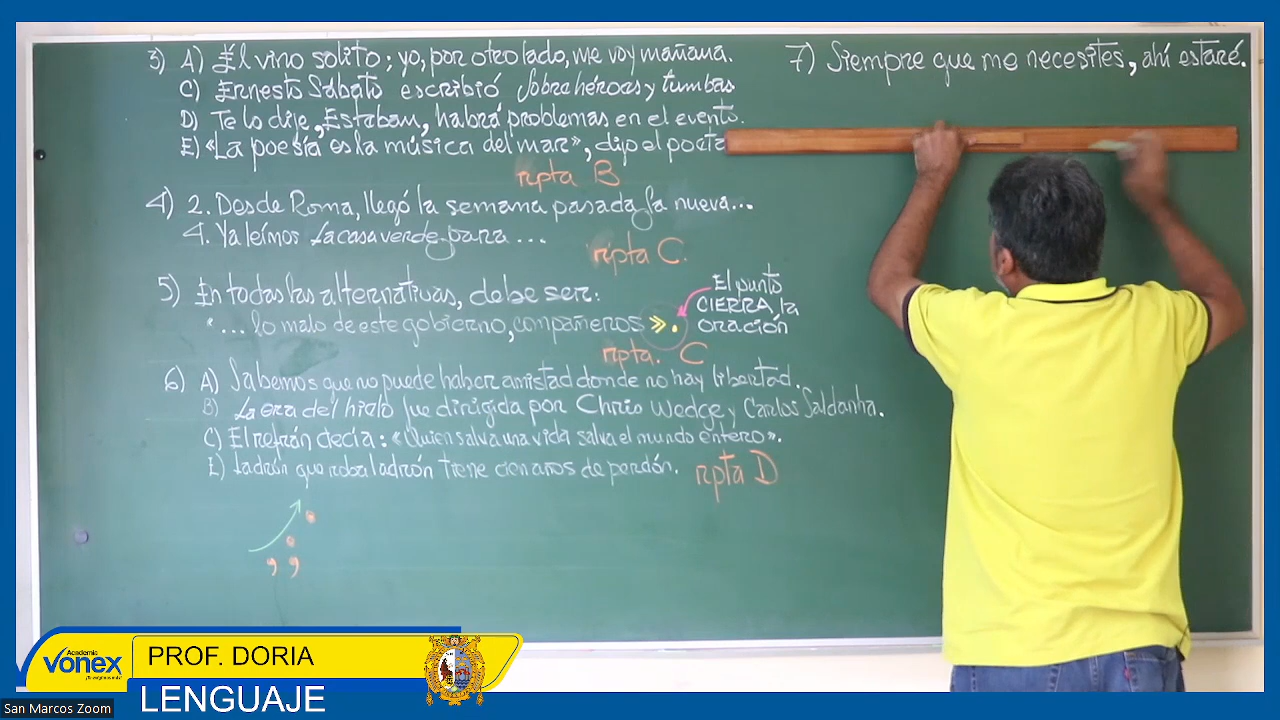 3) A) Él vino solito; yo, por otro lado, me voy mañana.
C) Ernesto Sábato escribió Sobre héroes y tumbas
D) Te lo dije, Esteban, habrá problemas en el evento.
E) «La poesía es la música del mar», dijo el poeta
rpta B
4) 2. Desde Roma, llegó la semana pasada la nueva...
4. Ya leímos La casa verde para ...
rpta C.
5) En todas las alternativas, debe ser:
"... lo malo de este gobierno, compañeros ».
El punto
CIERRA la
oración
rpta. C
6) A) Sabemos que no puede haber amistad donde no hay libertad.
B) La era del hielo fue dirigida por Chris Wedge y Carlos Saldanha.
C) El refrán decía: «Quien salva una vida salva el mundo entero».
E) Ladrón que roba a ladrón tiene cien años de perdón.
rpta D
, ;.
7) Siempre que me necesites, ahí estaré.
Academia
vonex
¡Te exigimos más!
PROF. DORIA
LENGUAJE
San Marcos Zoom